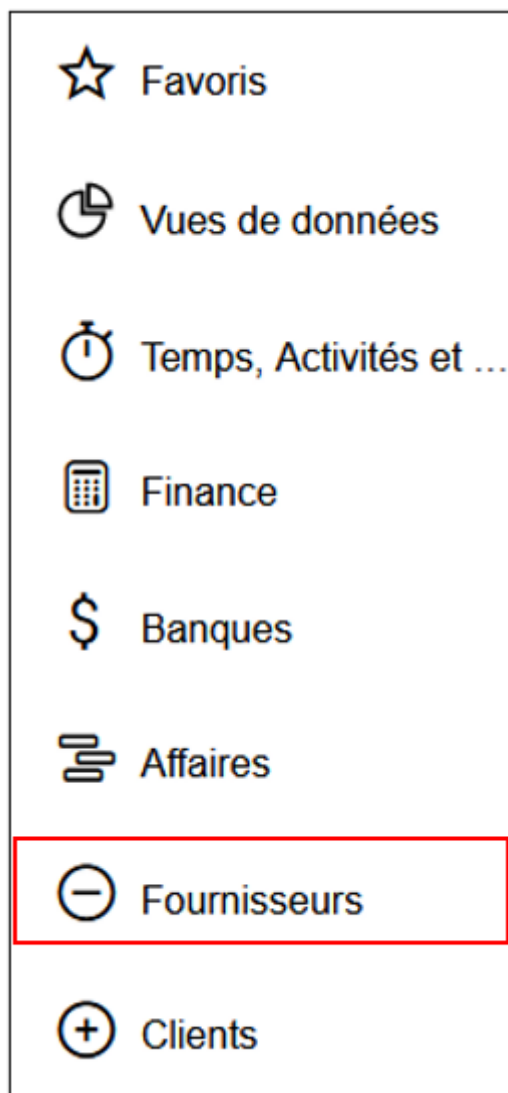 Favoris
Vues de données
Temps, Activités et ...
Finance
$ Banques
Affaires
Fournisseurs
Clients